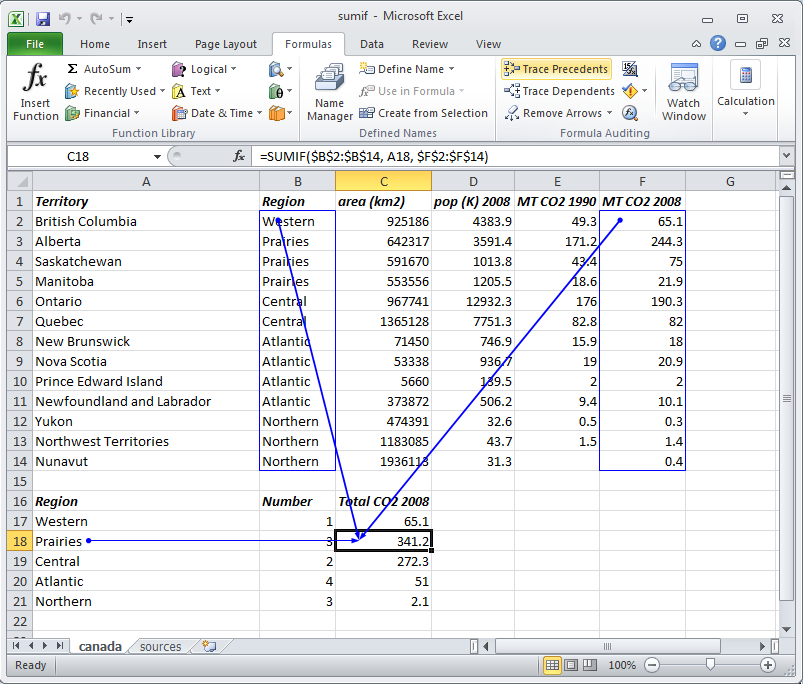 sumif - Microsoft Excel
File Home Insert Page Layout Formulas Data Review View
fx Σ AutoSum Logical Define Name Trace Precedents
Insert Function Recently Used Text Name Manager Use in Formula Trace Dependents Watch Window Calculation
Financial Date & Time Create from Selection Remove Arrows
Function Library Defined Names Formula Auditing
C18 fx =SUMIF($B$2:$B$14, A18, $F$2:$F$14)
A B C D E F G
1 Territory Region area (km2) pop (K) 2008 MT CO2 1990 MT CO2 2008
2 British Columbia Western 925186 4383.9 49.3 65.1
3 Alberta Prairies 642317 3591.4 171.2 244.3
4 Saskatchewan Prairies 591670 1013.8 43.4 75
5 Manitoba Prairies 553556 1205.5 18.6 21.9
6 Ontario Central 967741 12932.3 176 190.3
7 Quebec Central 1365128 7751.3 82.8 82
8 New Brunswick Atlantic 71450 746.9 15.9 18
9 Nova Scotia Atlantic 53338 936.7 19 20.9
10 Prince Edward Island Atlantic 5660 139.5 2 2
11 Newfoundland and Labrador Atlantic 373872 506.2 9.4 10.1
12 Yukon Northern 474391 32.6 0.5 0.3
13 Northwest Territories Northern 1183085 43.7 1.5 1.4
14 Nunavut Northern 1936113 31.3 0.4
15
16 Region Number Total CO2 2008
17 Western 1 65.1
18 Prairies 3 341.2
19 Central 2 272.3
20 Atlantic 4 51
21 Northern 3 2.1
22
canada sources
Ready 100%